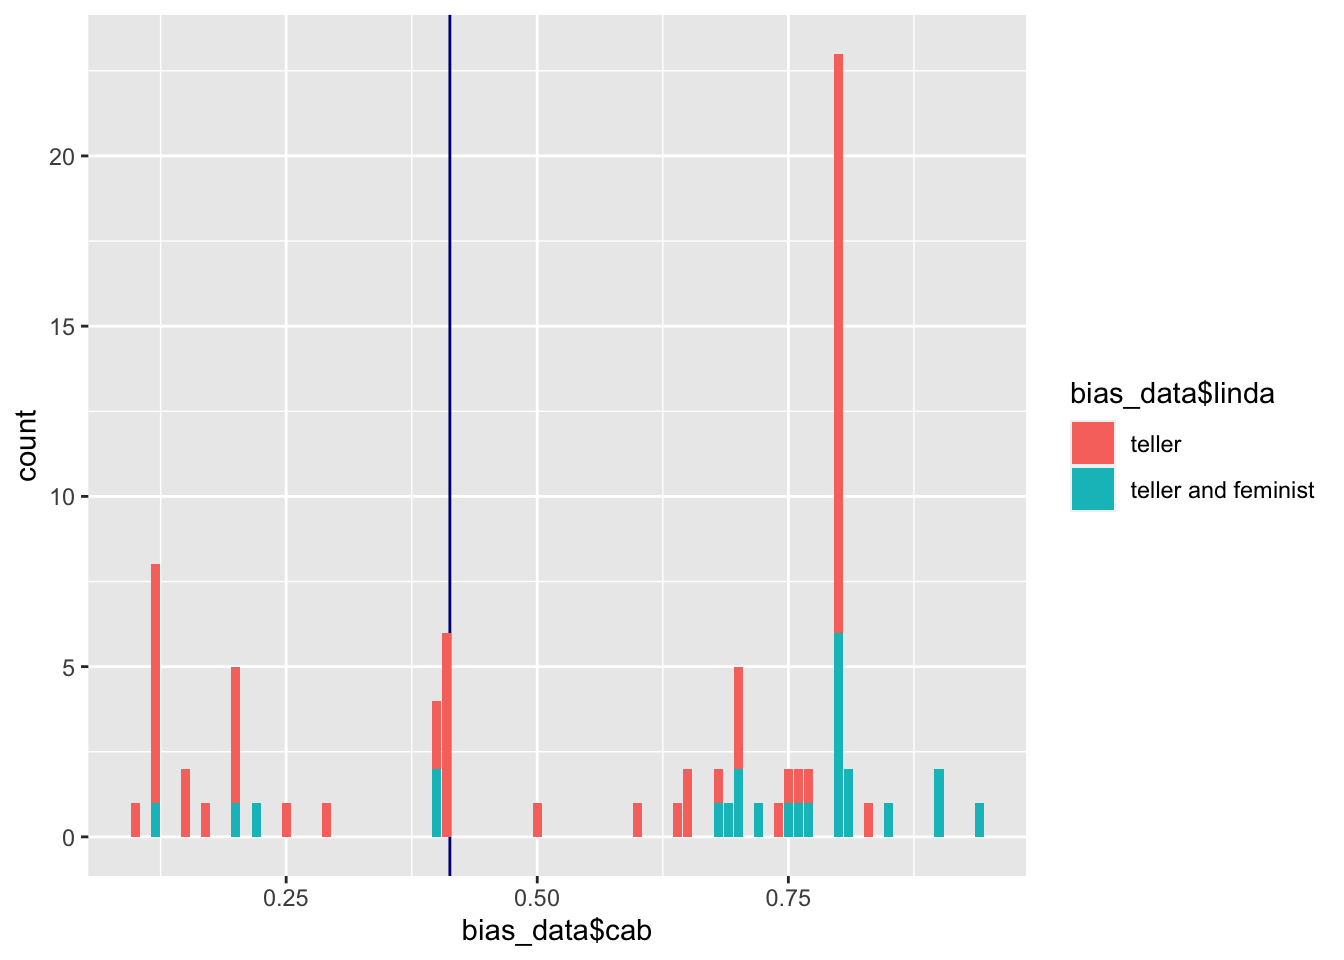 20
15
10
5
0
count
0.25 0.50 0.75
bias_data$cab
bias_data$linda
teller
teller and feminist